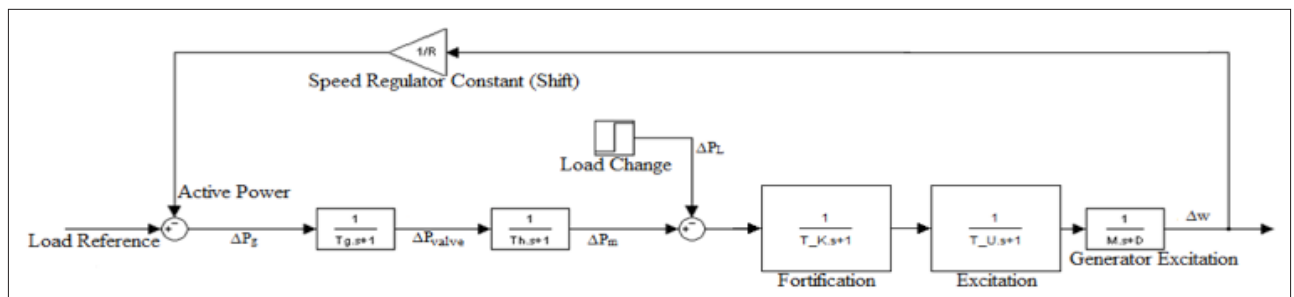 1/R
Speed Regulator Constant (Shift)
Load Change
ΔPL
Active Power
Load Reference
ΔPg
1
Tg.s+1
ΔPvalve
1
Th.s+1
ΔPm
1
T_K.s+1
Fortification
1
T_U.s+1
Excitation
1
M.s+D
Generator Excitation
Δw